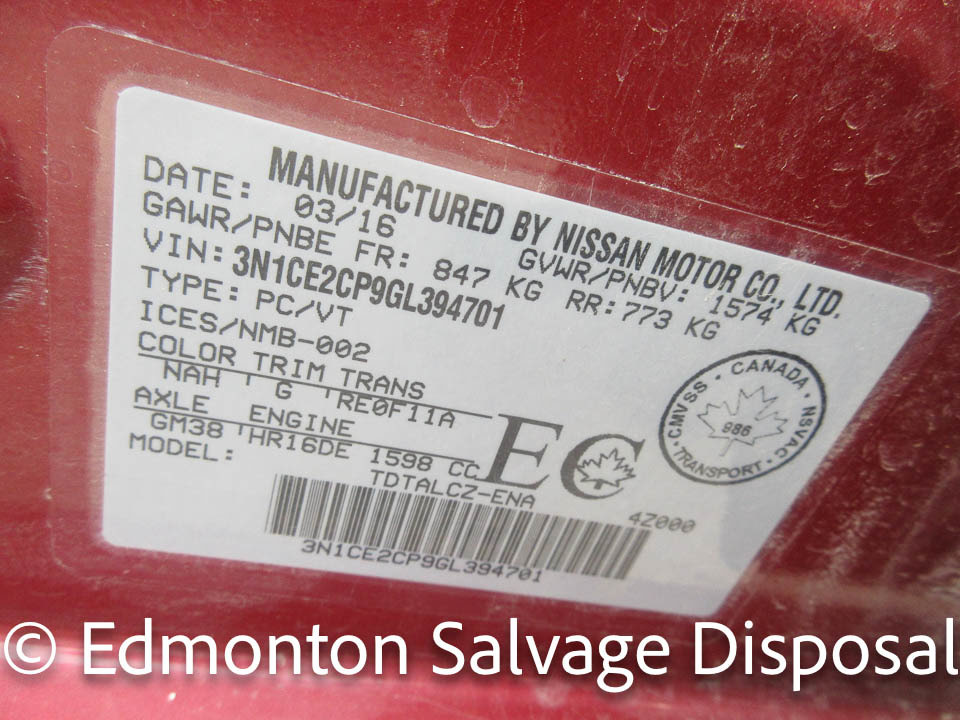 MANUFACTURED BY NISSAN MOTOR CO., LTD.
DATE: 03/16 GVWR/PNBV: 1574 KG
GAWR/PNBE FR: 847 KG RR: 773 KG
VIN: 3N1CE2CP9GL394701
TYPE: PC/VT
ICES/NMB-002
COLOR TRIM TRANS
NAH G RE0F11A
AXLE ENGINE
GM38 HR16DE 1598 CC
MODEL: TDTALCZ-ENA
4Z000
3N1CE2CP9GL394701
EC
CANADA
CMVSS NSVAC
986
TRANSPORT
© Edmonton Salvage Disposal